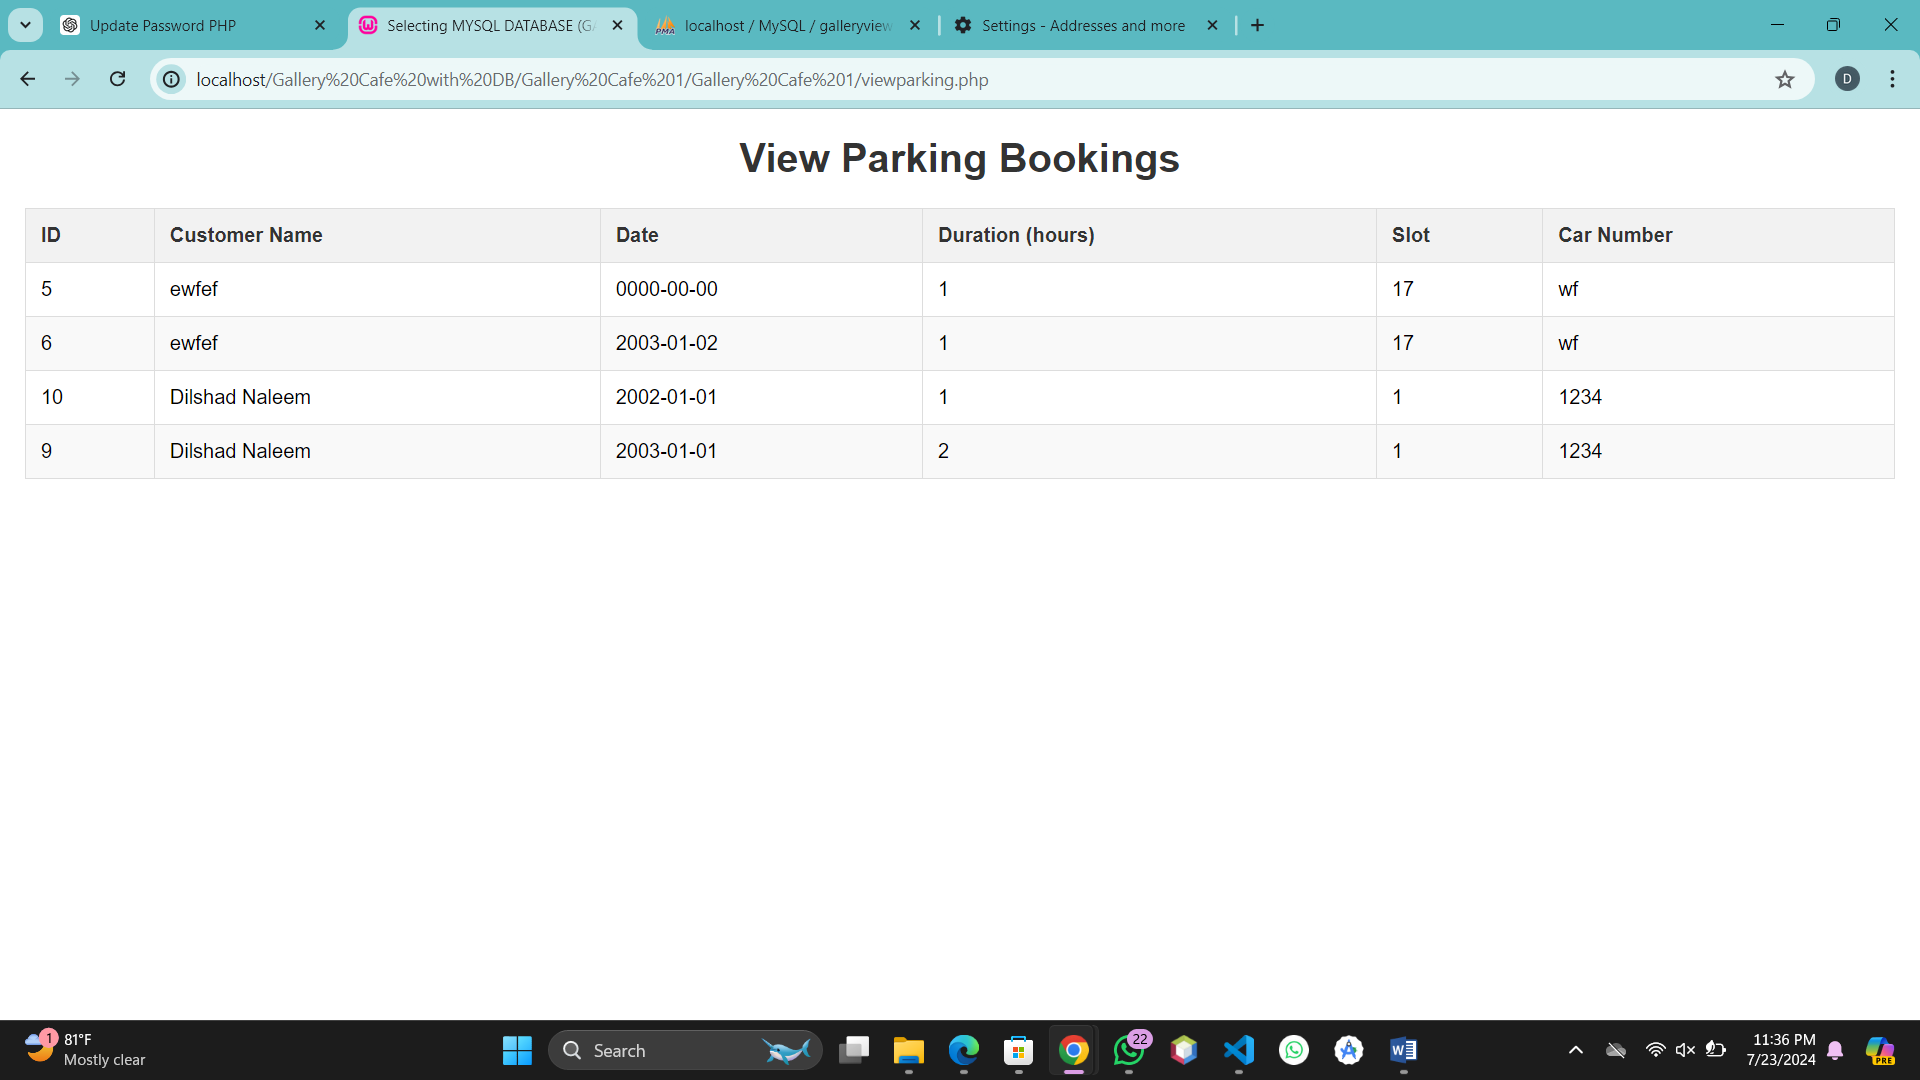 Update Password PHP
Selecting MYSQL DATABASE (GA
localhost / MySQL / galleryview
Settings - Addresses and more
localhost/Gallery%20Cafe%20with%20DB/Gallery%20Cafe%201/Gallery%20Cafe%201/viewparking.php
D
View Parking Bookings
ID Customer Name Date Duration (hours) Slot Car Number
5 ewfef 0000-00-00 1 17 wf
6 ewfef 2003-01-02 1 17 wf
10 Dilshad Naleem 2002-01-01 1 1 1234
9 Dilshad Naleem 2003-01-01 2 1 1234
1
81°F
Mostly clear
Search
22
11:36 PM
7/23/2024
PRE